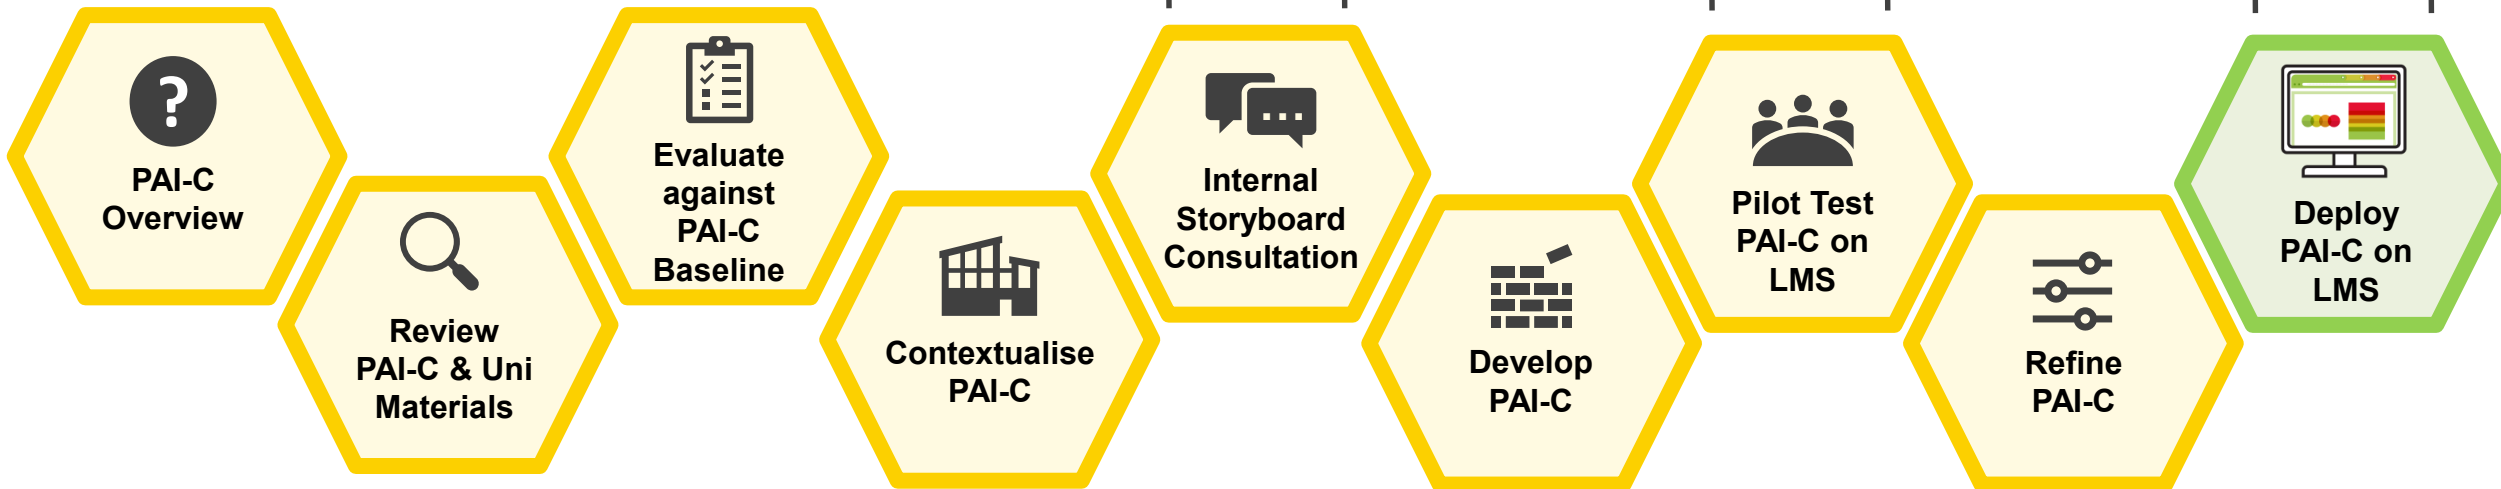 PAI-C
Overview
Review
PAI-C & Uni
Materials
Evaluate
against
PAI-C
Baseline
Contextualise
PAI-C
Internal
Storyboard
Consultation
Develop
PAI-C
Pilot Test
PAI-C on
LMS
Refine
PAI-C
Deploy
PAI-C on
LMS